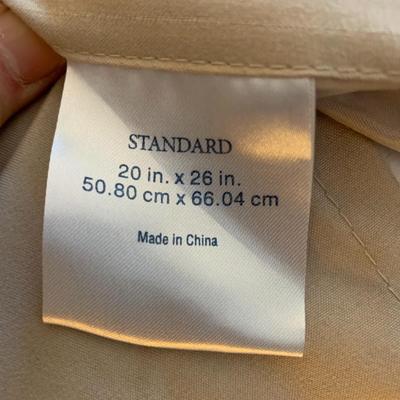 STANDARD
20 in. x 26 in.
50.80 cm x 66.04 cm
Made in China